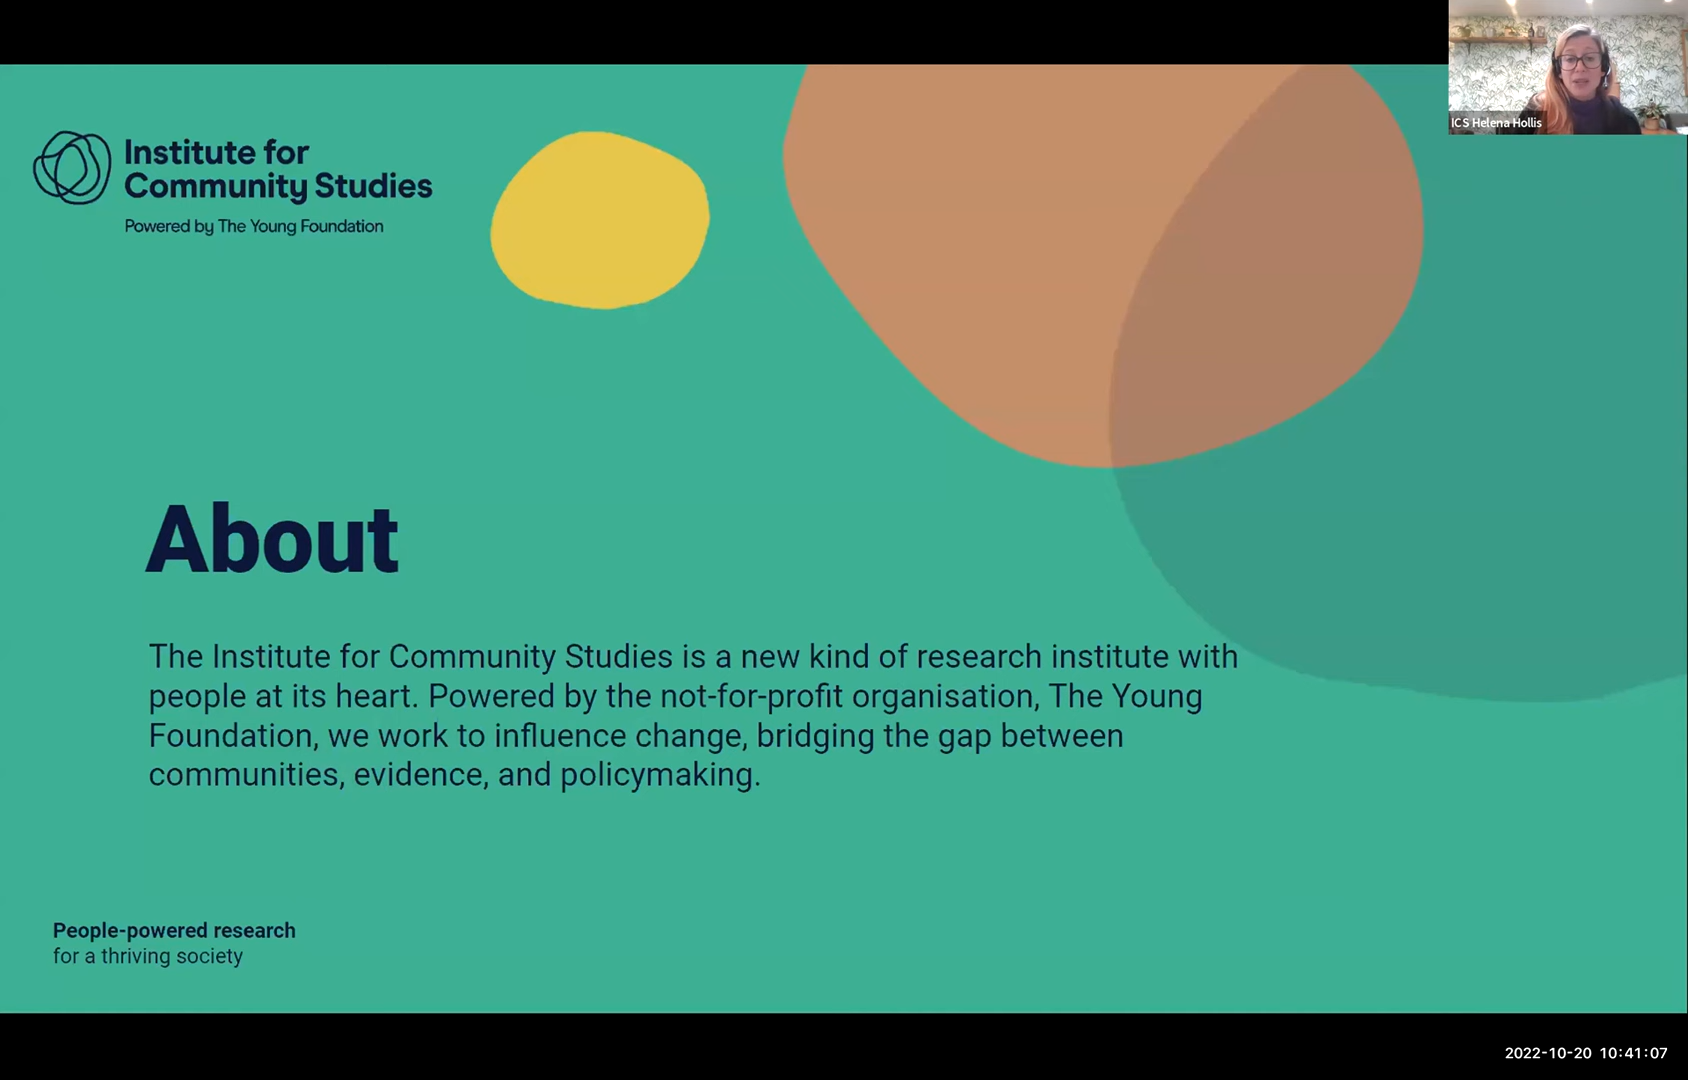 ICS Helena Hollis
Institute for
Community Studies
Powered by The Young Foundation
About
The Institute for Community Studies is a new kind of research institute with
people at its heart. Powered by the not-for-profit organisation, The Young
Foundation, we work to influence change, bridging the gap between
communities, evidence, and policymaking.
People-powered research
for a thriving society
2022-10-20 10:41:07